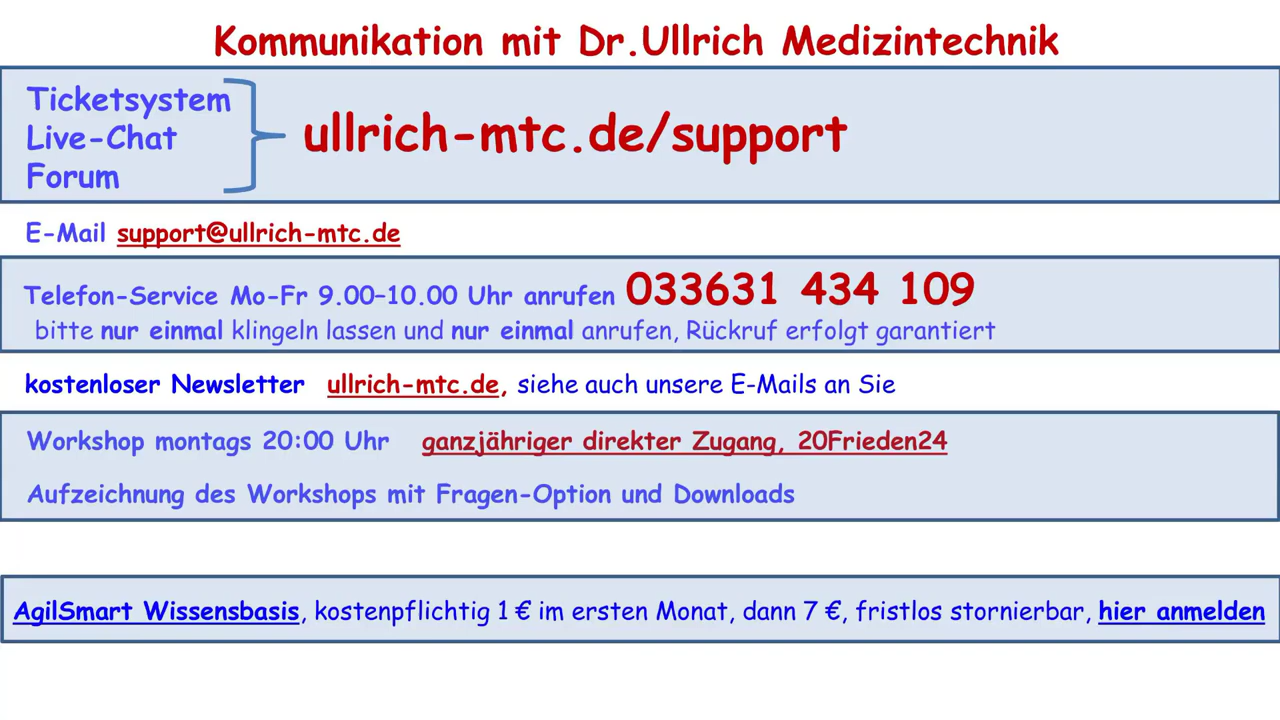 Kommunikation mit Dr.Ullrich Medizintechnik
Ticketsystem
Live-Chat
Forum
ullrich-mtc.de/support
E-Mail support@ullrich-mtc.de
Telefon-Service Mo-Fr 9.00–10.00 Uhr anrufen 033631 434 109
bitte nur einmal klingeln lassen und nur einmal anrufen, Rückruf erfolgt garantiert
kostenloser Newsletter ullrich-mtc.de, siehe auch unsere E-Mails an Sie
Workshop montags 20:00 Uhr ganzjähriger direkter Zugang, 20Frieden24
Aufzeichnung des Workshops mit Fragen-Option und Downloads
AgilSmart Wissensbasis, kostenpflichtig 1 € im ersten Monat, dann 7 €, fristlos stornierbar, hier anmelden